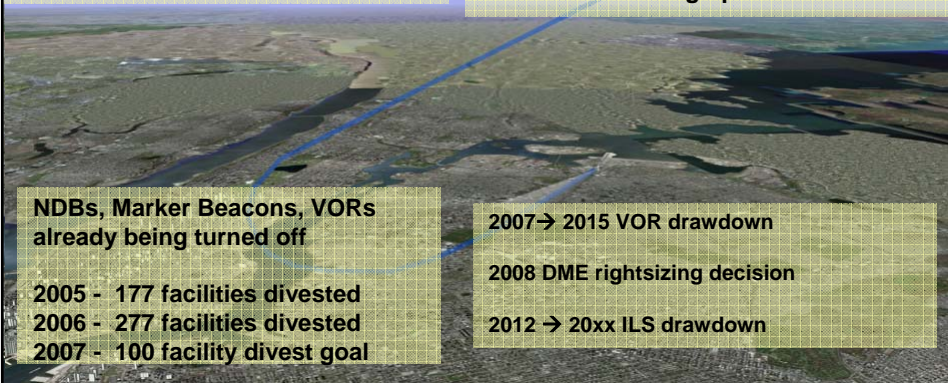 NDBs, Marker Beacons, VORs
already being turned off
2005 - 177 facilities divested
2006 - 277 facilities divested
2007 - 100 facility divest goal
2007→ 2015 VOR drawdown
2008 DME rightsizing decision
2012 → 20xx ILS drawdown